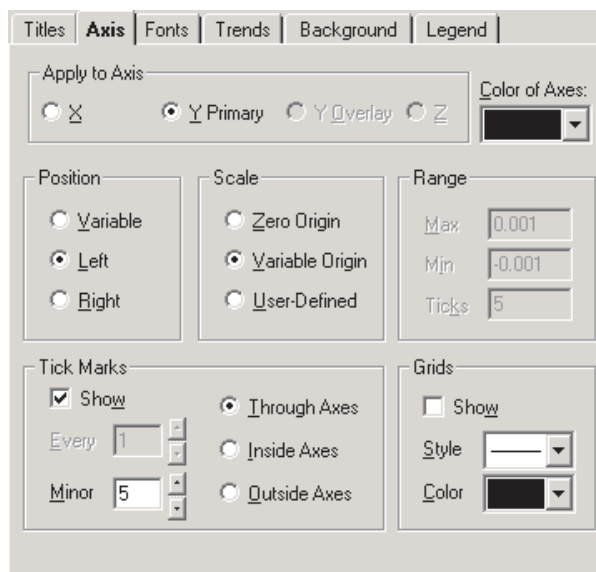 Titles Axis Fonts Trends Background Legend
Apply to Axis
X Y Primary Y Overlay Z
Color of Axes:
Position
Variable
Left
Right
Scale
Zero Origin
Variable Origin
User-Defined
Range
Max 0.001
Min -0.001
Ticks 5
Tick Marks
Show
Every 1
Minor 5
Through Axes
Inside Axes
Outside Axes
Grids
Show
Style
Color